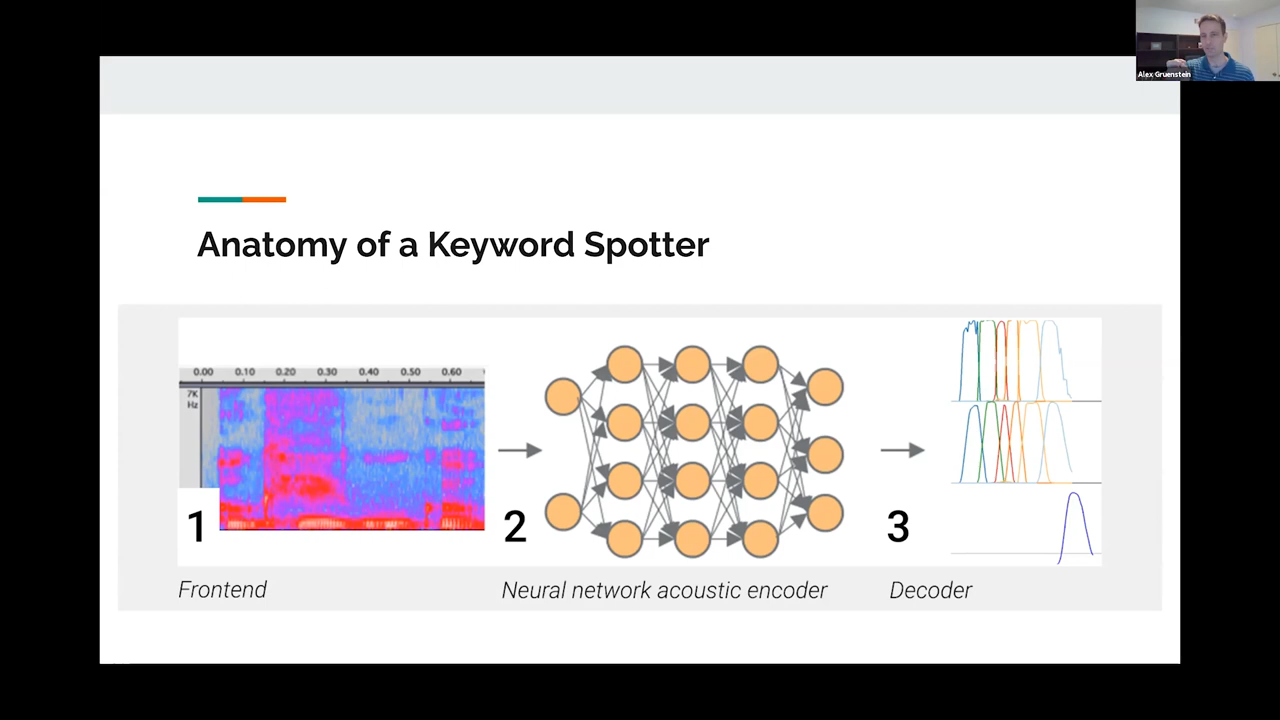 Alex Gruenstein
Anatomy of a Keyword Spotter
0.00 0.10 0.20 0.30 0.40 0.50 0.60
7K
Hz
1
2
3
Frontend
Neural network acoustic encoder
Decoder